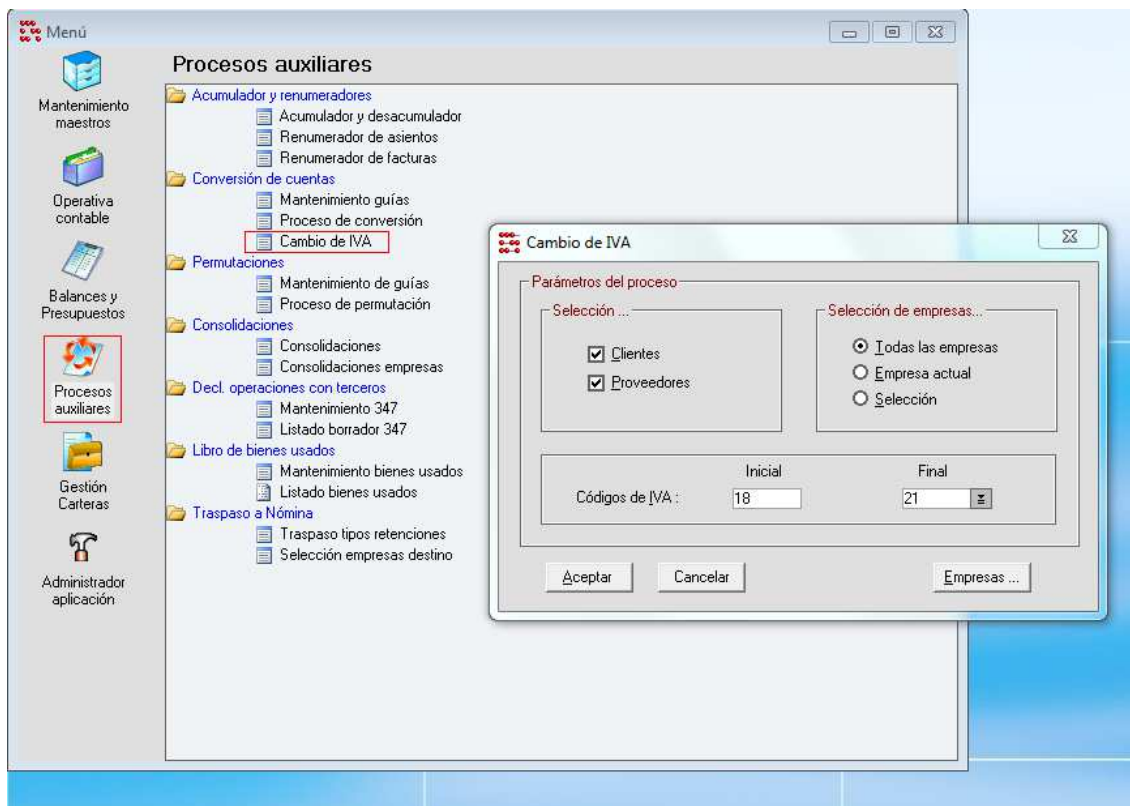 Menú
Mantenimiento
maestros
Operativa
contable
Balances y
Presupuestos
Procesos
auxiliares
Gestión
Carteras
Administrador
aplicación
Procesos auxiliares
Acumulador y renumeradores
Acumulador y desacumulador
Renumerador de asientos
Renumerador de facturas
Conversión de cuentas
Mantenimiento guías
Proceso de conversión
Cambio de IVA
Permutaciones
Mantenimiento de guías
Proceso de permutación
Consolidaciones
Consolidaciones
Consolidaciones empresas
Decl. operaciones con terceros
Mantenimiento 347
Listado borrador 347
Libro de bienes usados
Mantenimiento bienes usados
Listado bienes usados
Traspaso a Nómina
Traspaso tipos retenciones
Selección empresas destino
Cambio de IVA
Parámetros del proceso
Selección ...
Clientes
Proveedores
Selección de empresas...
Todas las empresas
Empresa actual
Selección
Inicial Final
Códigos de IVA : 18 21
Aceptar Cancelar Empresas ...